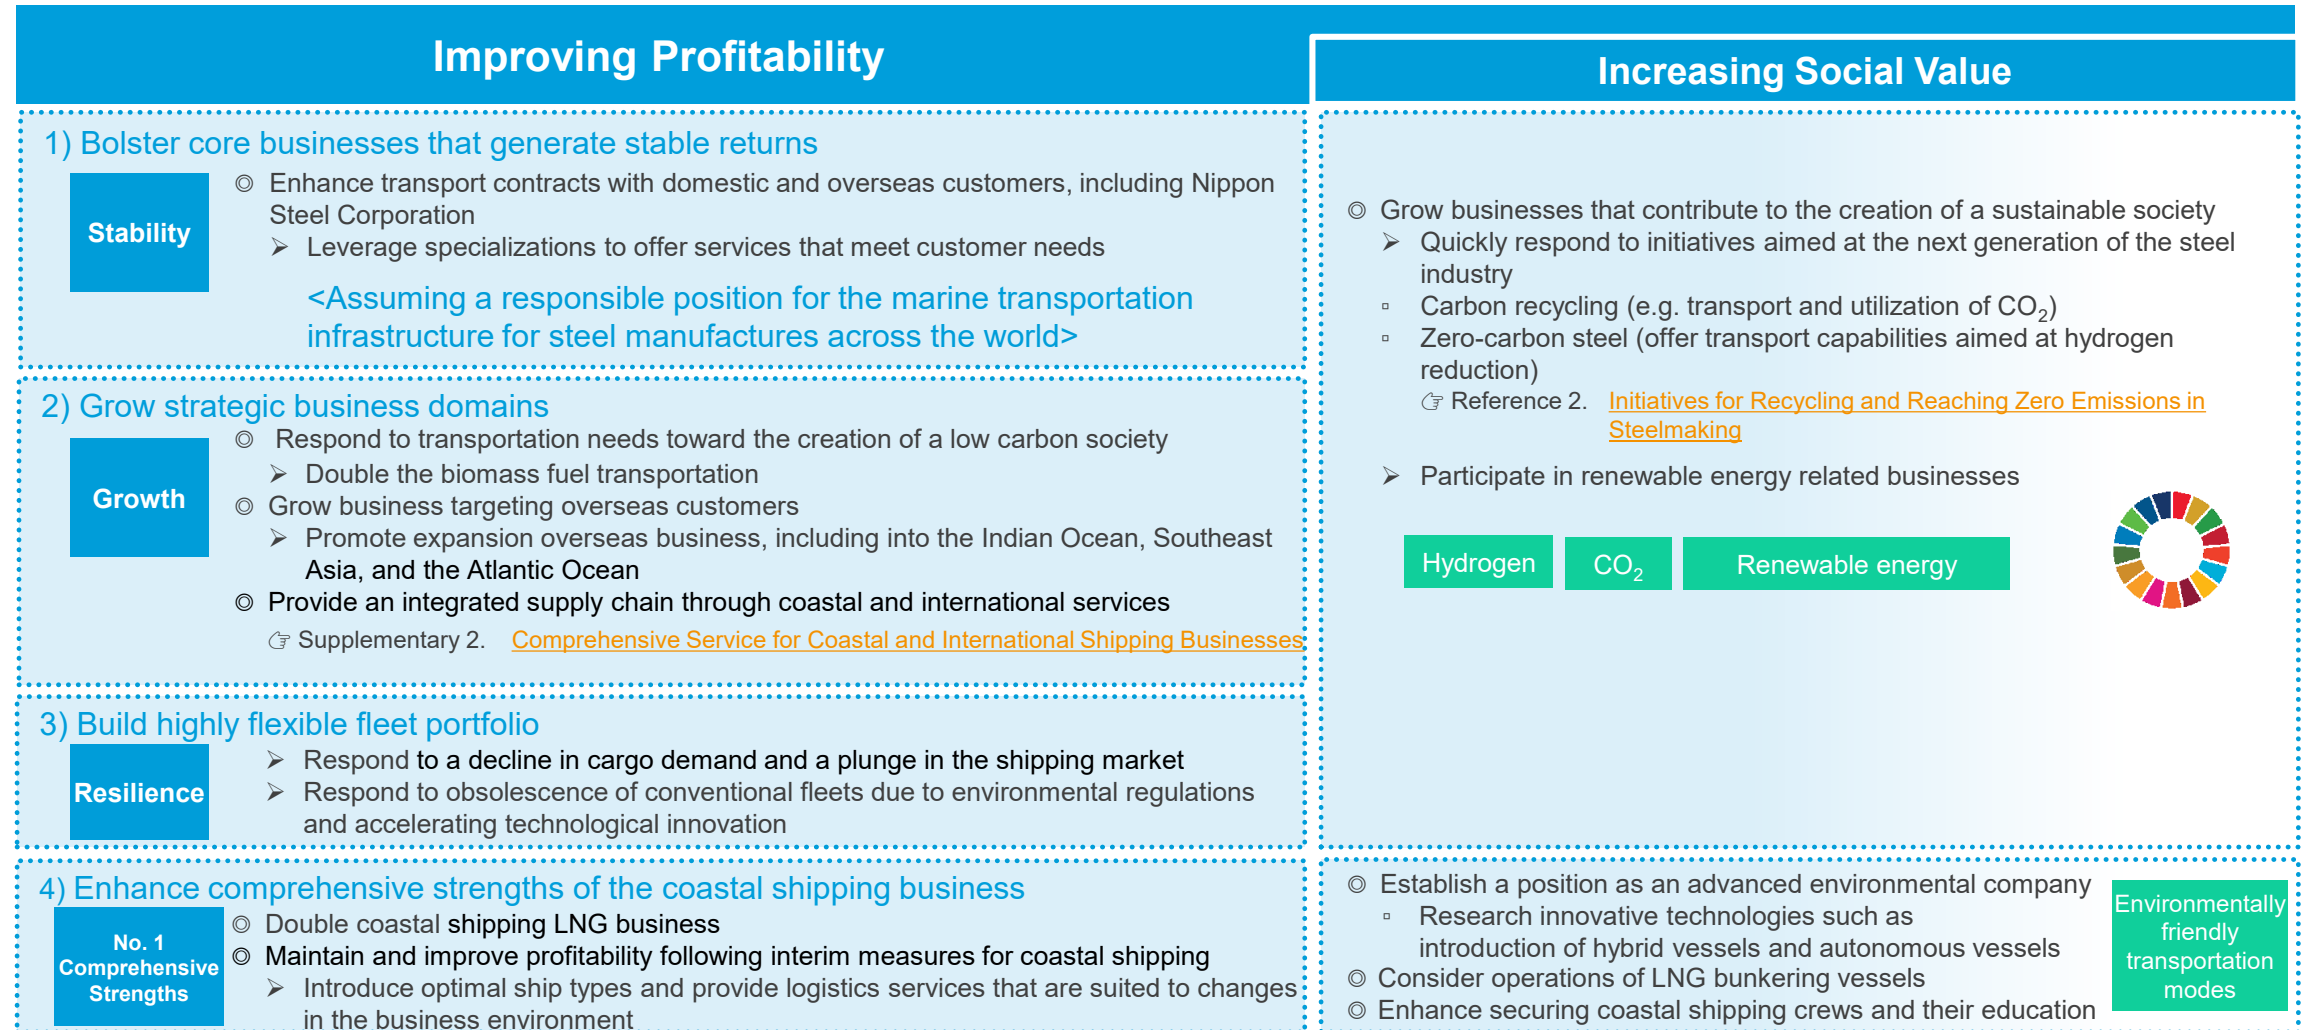 Improving Profitability
Increasing Social Value
1) Bolster core businesses that generate stable returns
Stability
◎ Enhance transport contracts with domestic and overseas customers, including Nippon
Steel Corporation
➢ Leverage specializations to offer services that meet customer needs
<Assuming a responsible position for the marine transportation
infrastructure for steel manufactures across the world>
2) Grow strategic business domains
Growth
◎ Respond to transportation needs toward the creation of a low carbon society
➢ Double the biomass fuel transportation
◎ Grow business targeting overseas customers
➢ Promote expansion overseas business, including into the Indian Ocean, Southeast
Asia, and the Atlantic Ocean
◎ Provide an integrated supply chain through coastal and international services
☞ Supplementary 2. Comprehensive Service for Coastal and International Shipping Businesses
3) Build highly flexible fleet portfolio
Resilience
➢ Respond to a decline in cargo demand and a plunge in the shipping market
➢ Respond to obsolescence of conventional fleets due to environmental regulations
and accelerating technological innovation
4) Enhance comprehensive strengths of the coastal shipping business
No. 1
Comprehensive
Strengths
◎ Double coastal shipping LNG business
◎ Maintain and improve profitability following interim measures for coastal shipping
➢ Introduce optimal ship types and provide logistics services that are suited to changes
in the business environment
◎ Grow businesses that contribute to the creation of a sustainable society
➢ Quickly respond to initiatives aimed at the next generation of the steel
industry
▫ Carbon recycling (e.g. transport and utilization of CO₂)
▫ Zero-carbon steel (offer transport capabilities aimed at hydrogen
reduction)
☞ Reference 2. Initiatives for Recycling and Reaching Zero Emissions in
Steelmaking
➢ Participate in renewable energy related businesses
Hydrogen
CO₂
Renewable energy
◎ Establish a position as an advanced environmental company
▫ Research innovative technologies such as
introduction of hybrid vessels and autonomous vessels
◎ Consider operations of LNG bunkering vessels
◎ Enhance securing coastal shipping crews and their education
Environmentally
friendly
transportation
modes